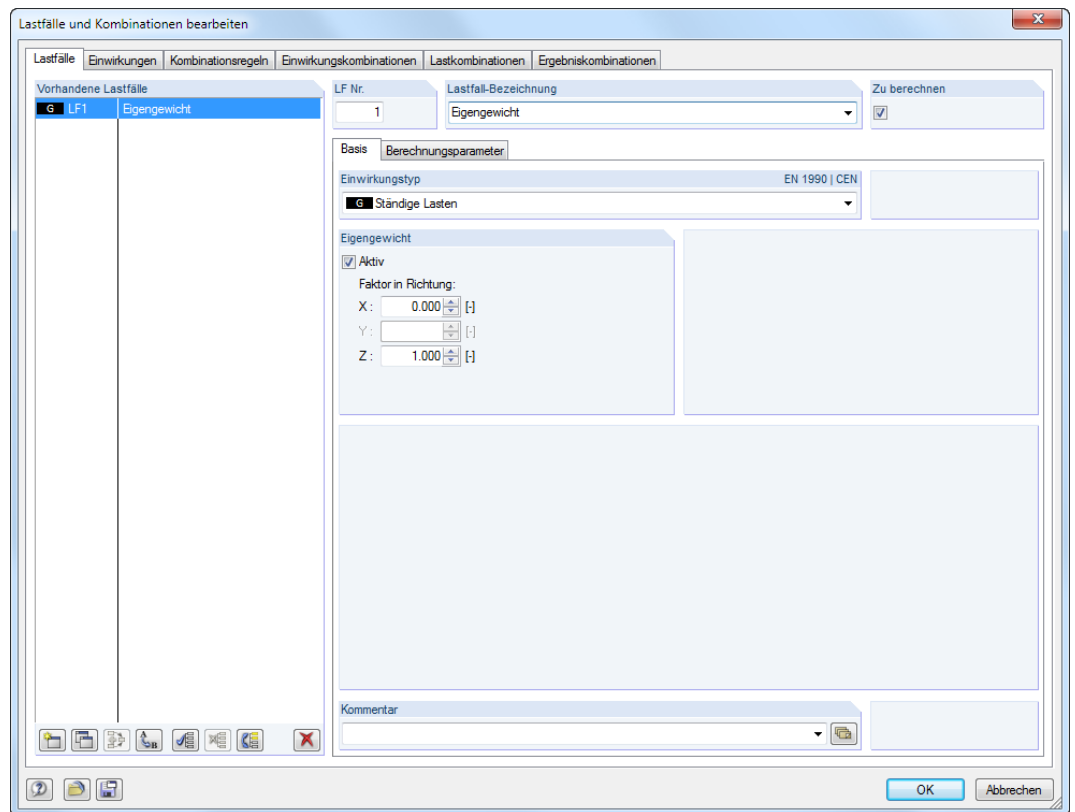 Lastfälle und Kombinationen bearbeiten
x
Lastfälle Einwirkungen Kombinationsregeln Einwirkungskombinationen Lastkombinationen Ergebniskombinationen
Vorhandene Lastfälle
G LF1 Eigengewicht
LF Nr.
1
Lastfall-Bezeichnung
Eigengewicht
Zu berechnen
Basis Berechnungsparameter
Einwirkungstyp EN 1990 | CEN
G Ständige Lasten
Eigengewicht
Aktiv
Faktor in Richtung:
X : 0.000 [-]
Y : [-]
Z : 1.000 [-]
Kommentar
A B
?
OK Abbrechen